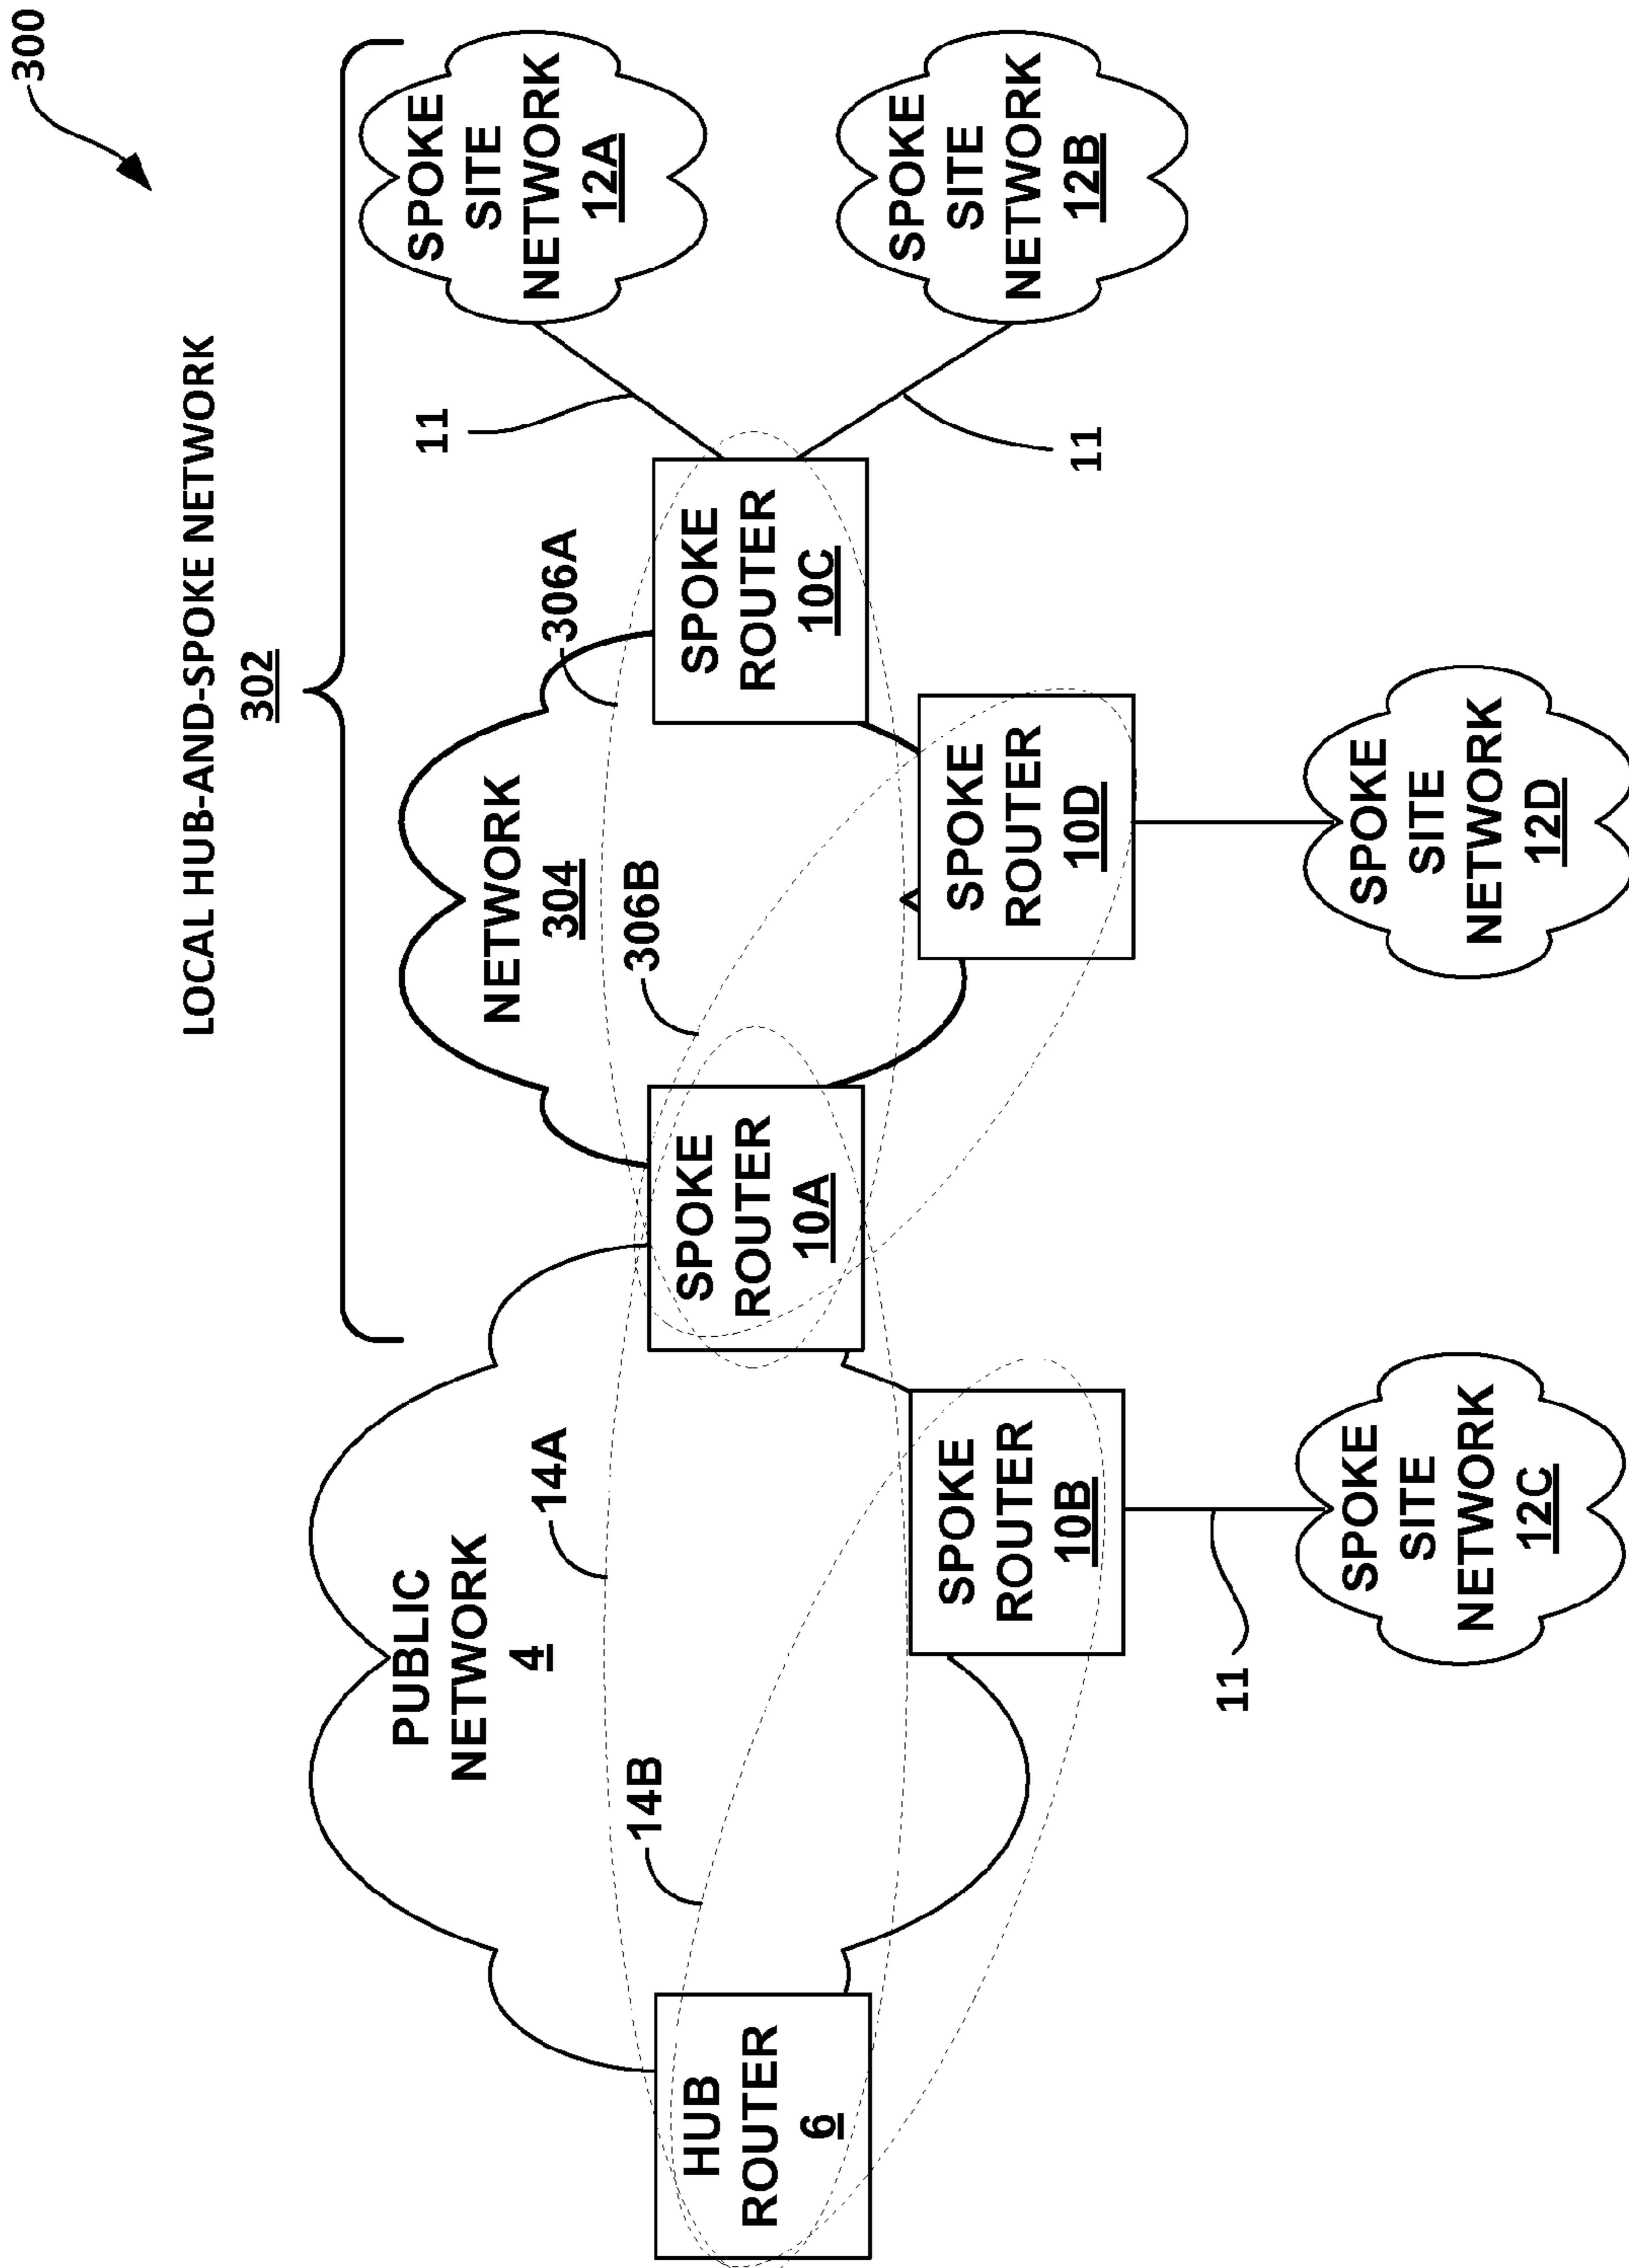 300
LOCAL HUB-AND-SPOKE NETWORK
302
PUBLIC
NETWORK
4
NETWORK
304
14A
14B
306A
306B
11
11
HUB
ROUTER
6
SPOKE
ROUTER
10A
SPOKE
ROUTER
10C
SPOKE
SITE
NETWORK
12A
SPOKE
SITE
NETWORK
12B
SPOKE
ROUTER
10B
SPOKE
ROUTER
10D
11
SPOKE
SITE
NETWORK
12C
SPOKE
SITE
NETWORK
12D